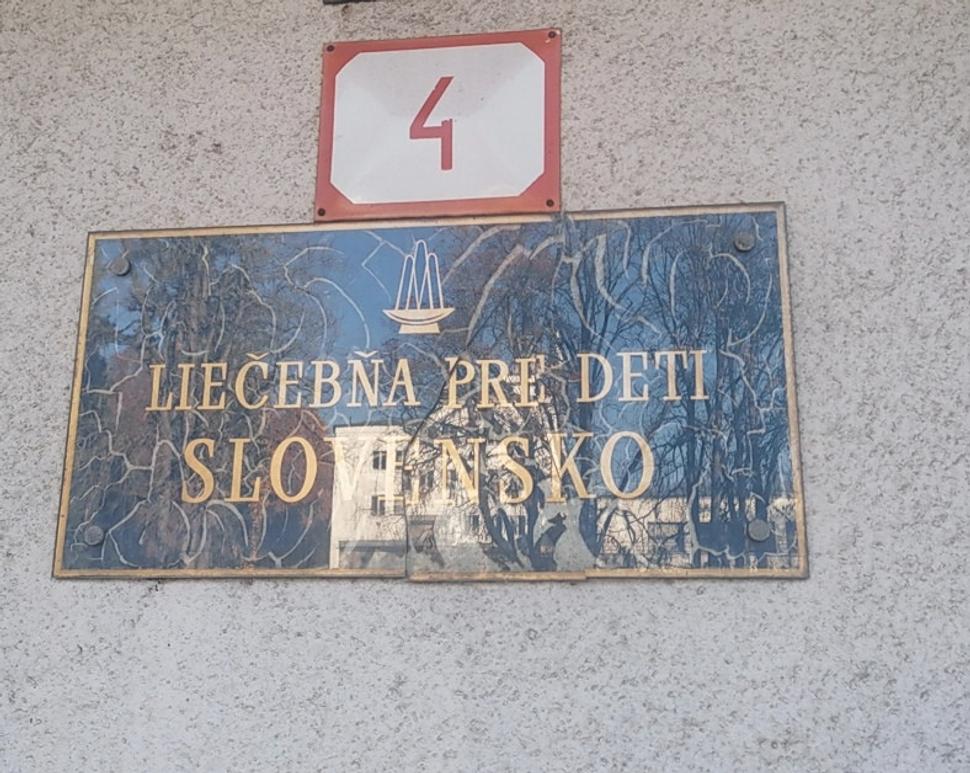 4
LIEČEBŇA PRE DETI
SLOVENSKO